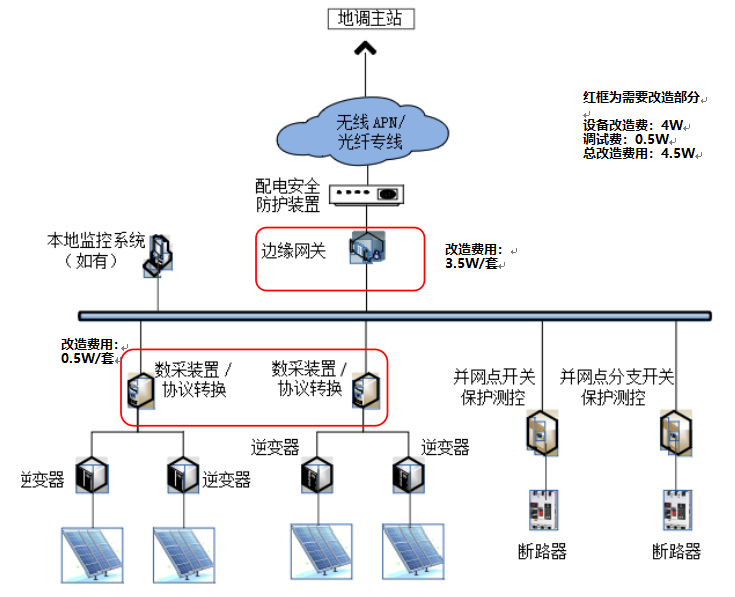 地调主站
无线 APN/
光纤专线
红框为需要改造部分
设备改造费：4W
调试费：0.5W
总改造费用：4.5W
配电安全
防护装置
本地监控系统
（如有）
边缘网关
改造费用：
3.5W/套
改造费用：
0.5W/套
数采装置 /
协议转换
数采装置 /
协议转换
并网点开关
保护测控
并网点分支开关
保护测控
逆变器
逆变器
逆变器
逆变器
断路器
断路器